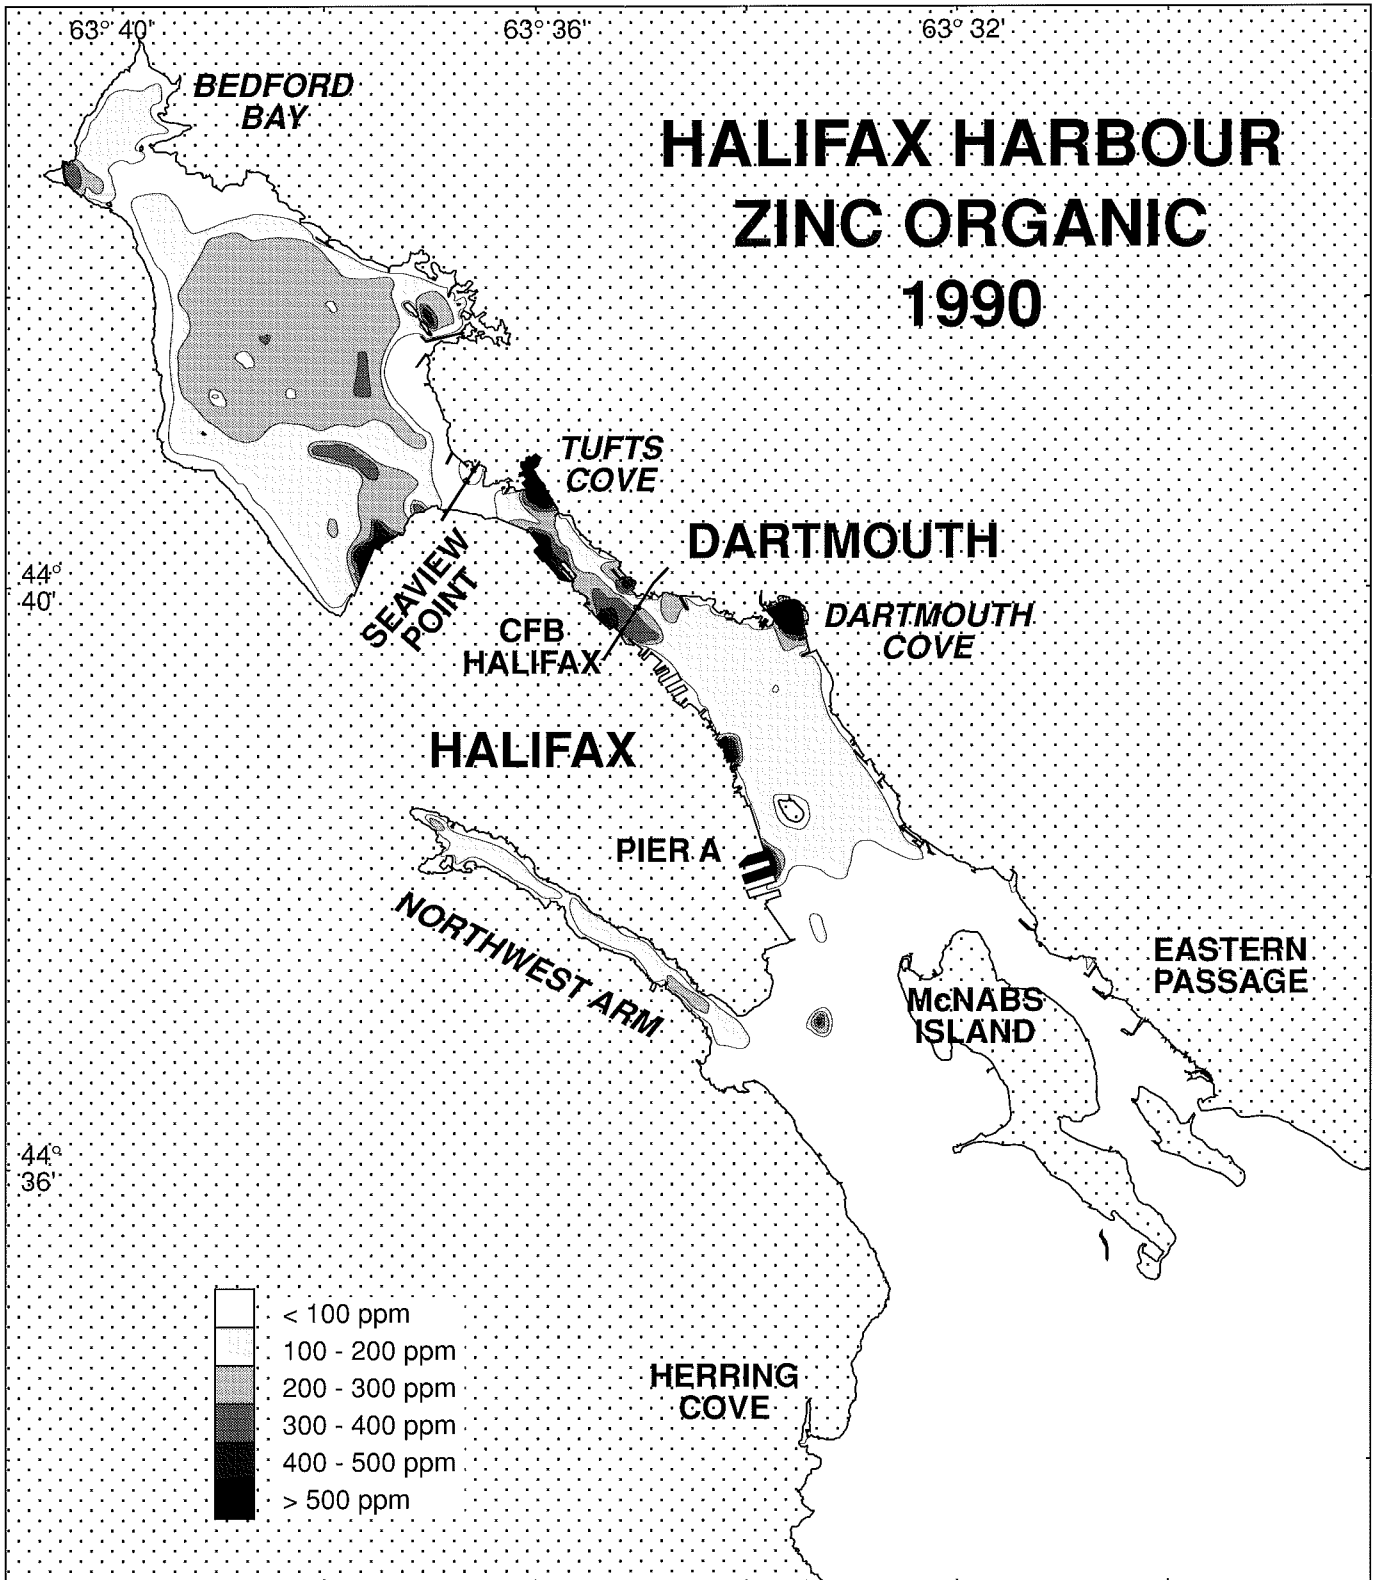 63° 40'
63° 36'
63° 32'
BEDFORD
BAY
HALIFAX HARBOUR
ZINC ORGANIC
1990
TUFTS
COVE
DARTMOUTH
44°
40'
SEAVIEW
POINT
CFB
HALIFAX
DARTMOUTH
COVE
HALIFAX
PIER A
NORTHWEST ARM
EASTERN
PASSAGE
McNABS
ISLAND
44°
36'
< 100 ppm
100 - 200 ppm
200 - 300 ppm
300 - 400 ppm
400 - 500 ppm
> 500 ppm
HERRING
COVE